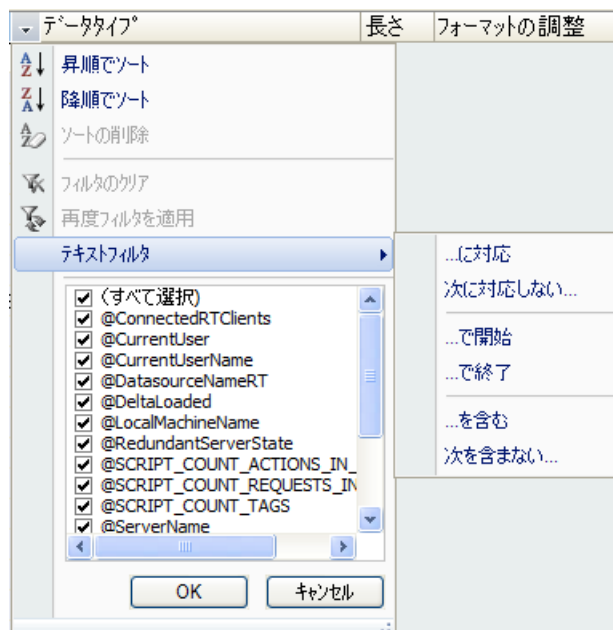 ﾃﾞｰﾀﾀｲﾌﾟ 長さ フォーマットの調整
昇順でソート
降順でソート
ソートの削除
フィルタのクリア
再度フィルタを適用
テキストフィルタ
(すべて選択)
@ConnectedRTClients
@CurrentUser
@CurrentUserName
@DatasourceNameRT
@DeltaLoaded
@LocalMachineName
@RedundantServerState
@SCRIPT_COUNT_ACTIONS_IN_
@SCRIPT_COUNT_REQUESTS_IN
@SCRIPT_COUNT_TAGS
@ServerName
OK キャンセル
...に対応
次に対応しない...
...で開始
...で終了
...を含む
次を含まない...